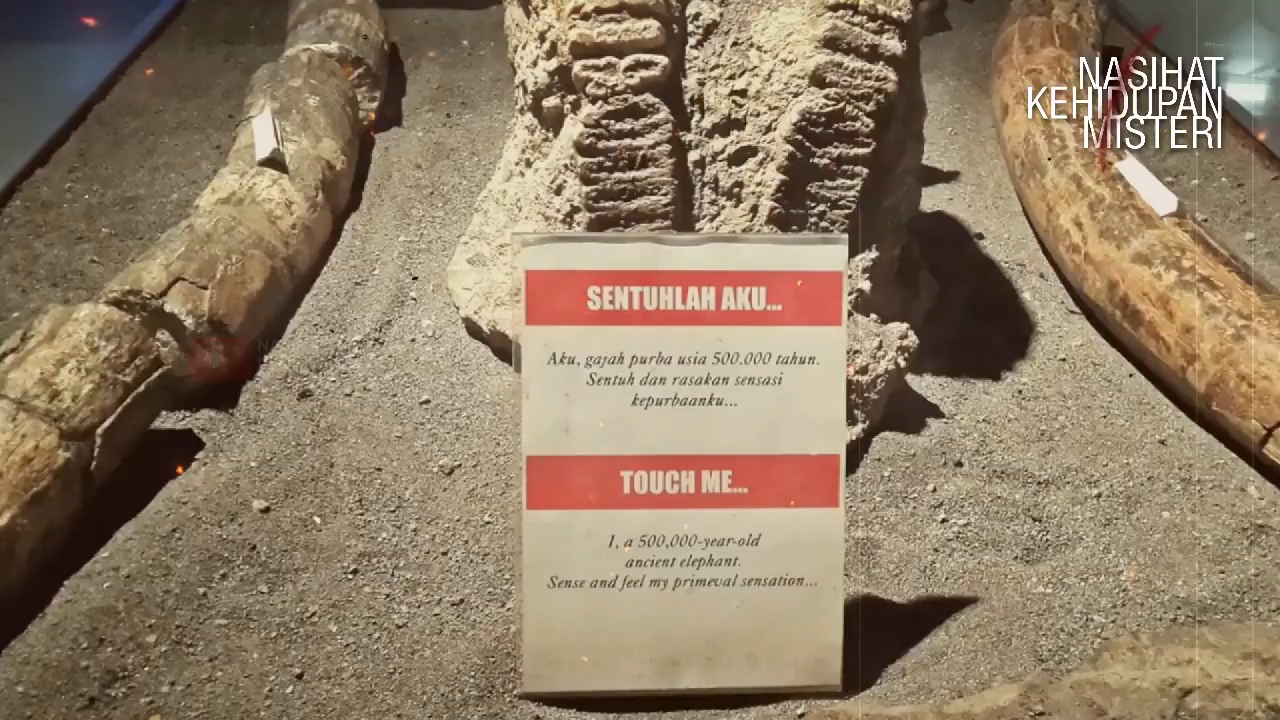 NASIHAT
KEHIDUPAN
MISTERI
SENTUHLAH AKU...
Aku, gajah purba usia 500.000 tahun.
Sentuh dan rasakan sensasi
kepurbaanku...
TOUCH ME...
I, a 500,000-year-old
ancient elephant.
Sense and feel my primeval sensation...